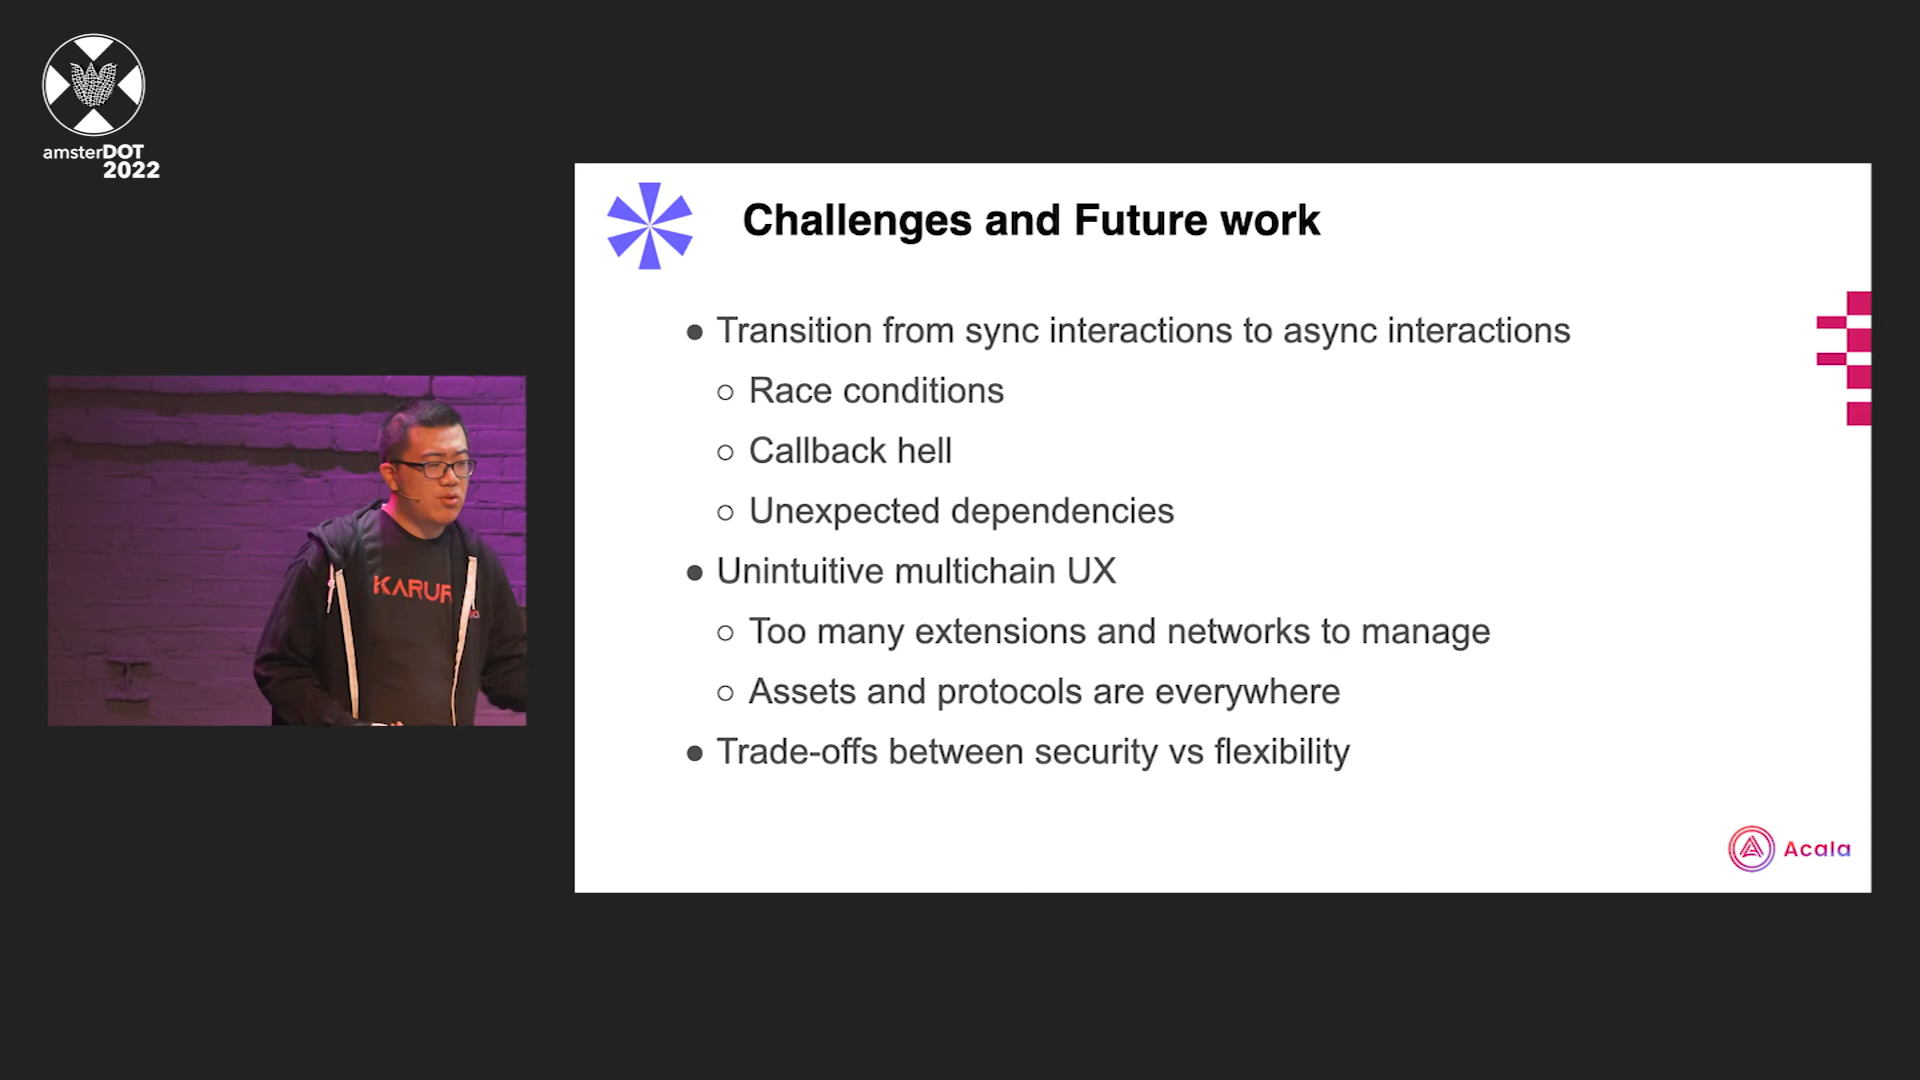 amsterDOT
2022
Challenges and Future work
● Transition from sync interactions to async interactions
○ Race conditions
○ Callback hell
○ Unexpected dependencies
● Unintuitive multichain UX
○ Too many extensions and networks to manage
○ Assets and protocols are everywhere
● Trade-offs between security vs flexibility
KARUR
Acala